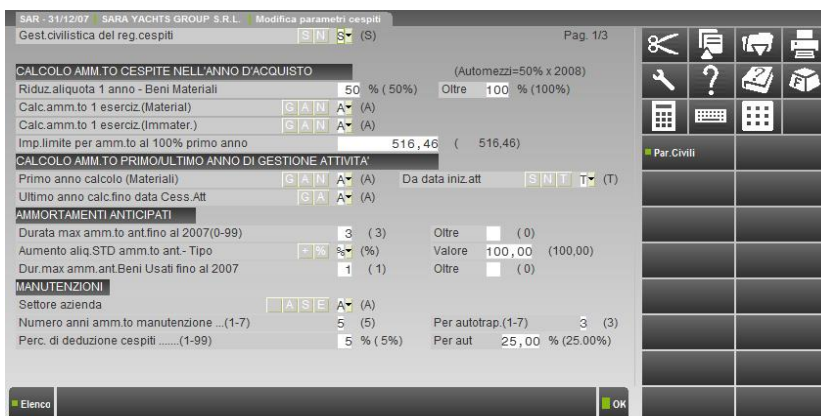 SAR - 31/12/07 SARA YACHTS GROUP S.R.L. Modifica parametri cespiti
Gest.civilistica del reg.cespiti S N S (S) Pag. 1/3
CALCOLO AMM.TO CESPITE NELL'ANNO D'ACQUISTO (Automezzi=50% x 2008)
Riduz.aliquota 1 anno - Beni Materiali 50 % ( 50%) Oltre 100 % (100%)
Calc.amm.to 1 eserciz.(Material) G A N A (A)
Calc.amm.to 1 eserciz.(Immater.) G A N A (A)
Imp.limite per amm.to al 100% primo anno 516,46 ( 516,46)
CALCOLO AMM.TO PRIMO/ULTIMO ANNO DI GESTIONE ATTIVITA'
Primo anno calcolo (Materiali) G A N A (A) Da data iniz.att S N T T (T)
Ultimo anno calc.fino data Cess.Att G A A (A)
AMMORTAMENTI ANTICIPATI
Durata max amm.to ant.fino al 2007(0-99) 3 ( 3) Oltre ( 0)
Aumento aliq.STD amm.to ant.- Tipo + % % (%) Valore 100,00 (100,00)
Dur.max amm.ant.Beni Usati fino al 2007 1 ( 1) Oltre ( 0)
MANUTENZIONI
Settore azienda A S E A (A)
Numero anni amm.to manutenzione ...(1-7) 5 (5) Per autotrap.(1-7) 3 (3)
Perc. di deduzione cespiti ......(1-99) 5 % ( 5%) Per aut 25,00 % (25.00%)
Par.Civili
Elenco
OK